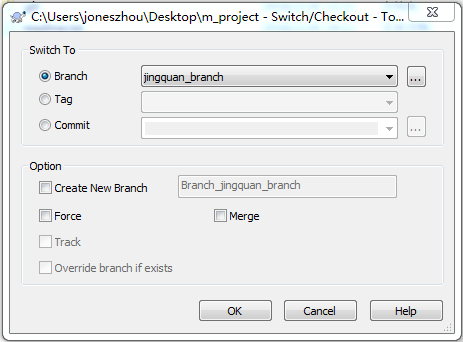 C:\Users\joneszhou\Desktop\m_project - Switch/Checkout - To...
Switch To
Branch
jingquan_branch
...
Tag
Commit
...
Option
Create New Branch
Branch_jingquan_branch
Force
Merge
Track
Override branch if exists
OK
Cancel
Help